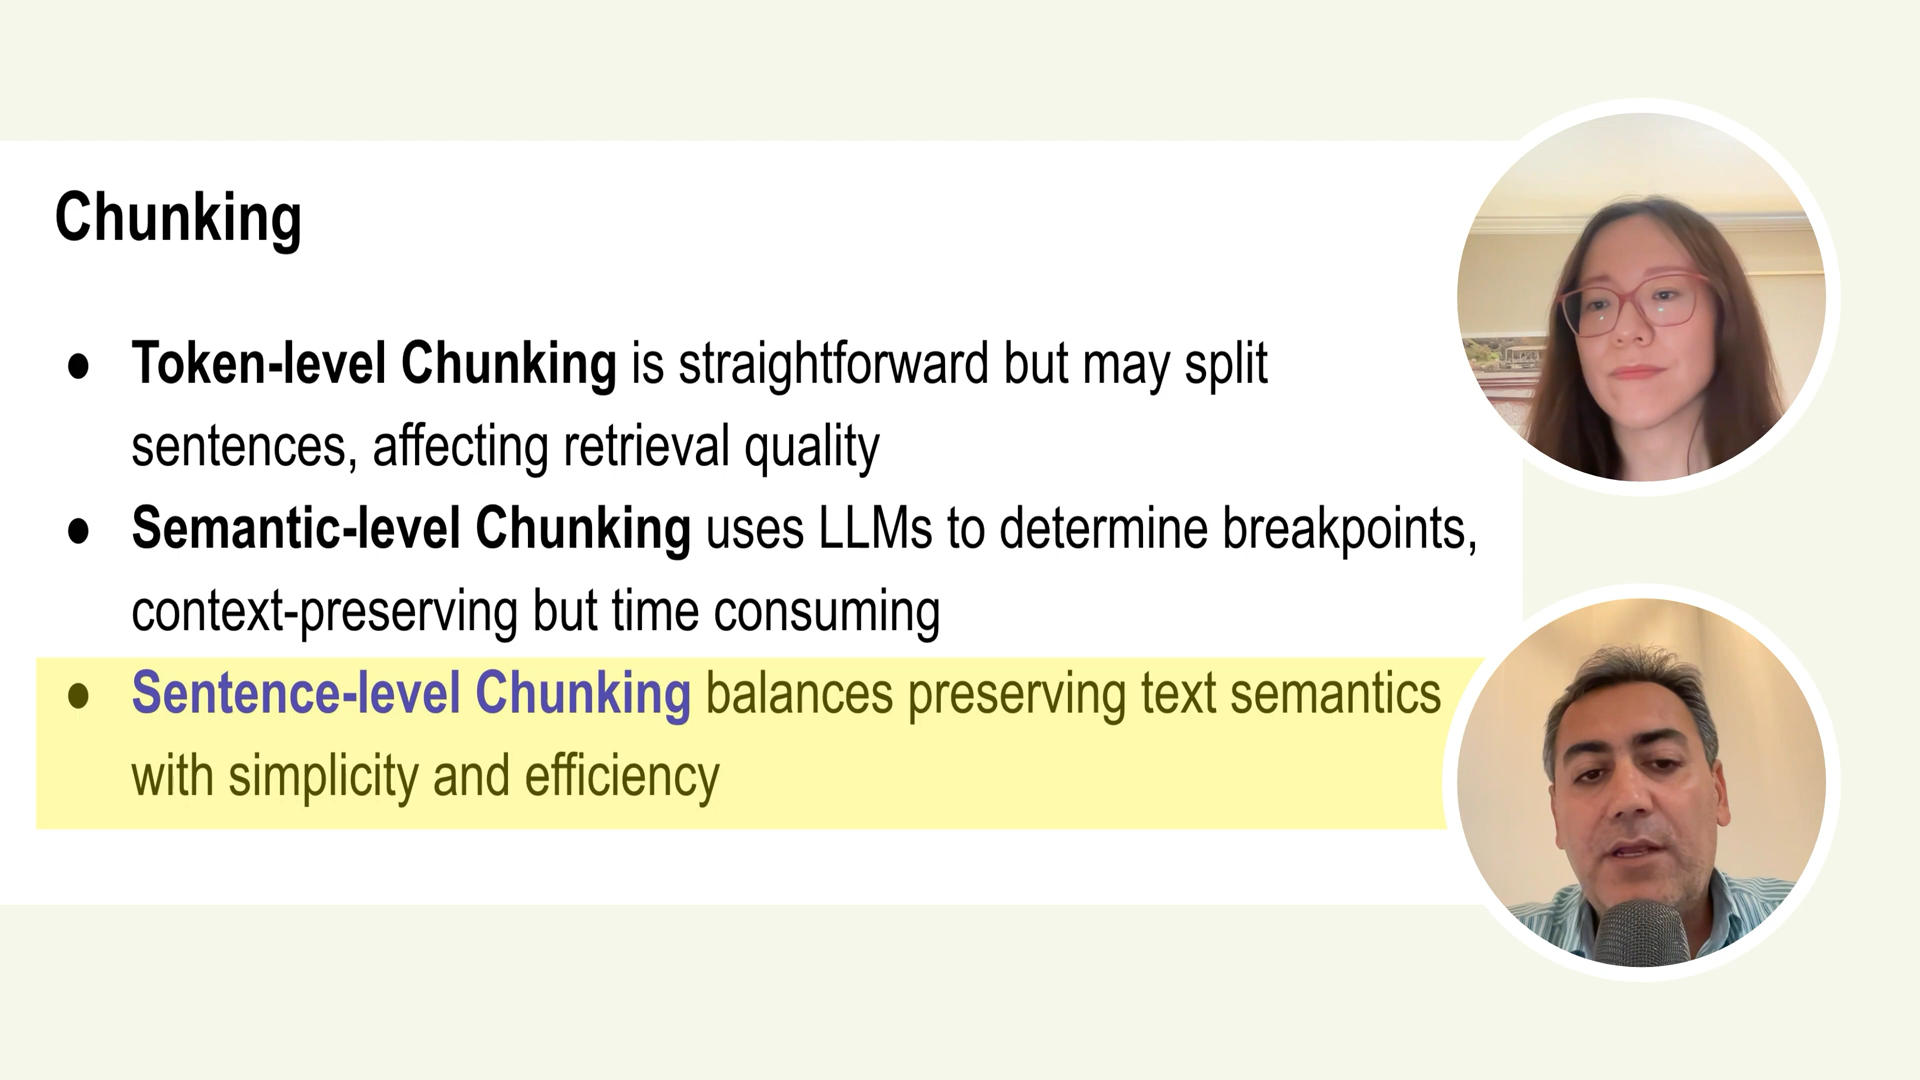 Chunking
● Token-level Chunking is straightforward but may split
sentences, affecting retrieval quality
● Semantic-level Chunking uses LLMs to determine breakpoints,
context-preserving but time consuming
● Sentence-level Chunking balances preserving text semantics
with simplicity and efficiency